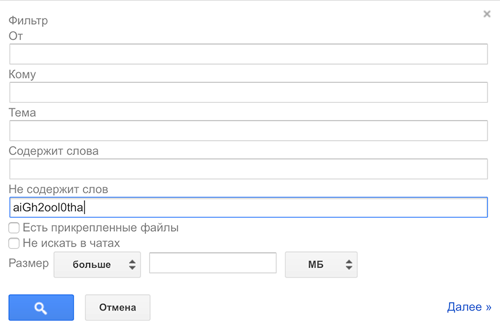 Фильтр
От
Кому
Тема
Содержит слова
Не содержит слов
aiGh2ool0tha
Есть прикрепленные файлы
Не искать в чатах
Размер больше МБ
Отмена Далее »